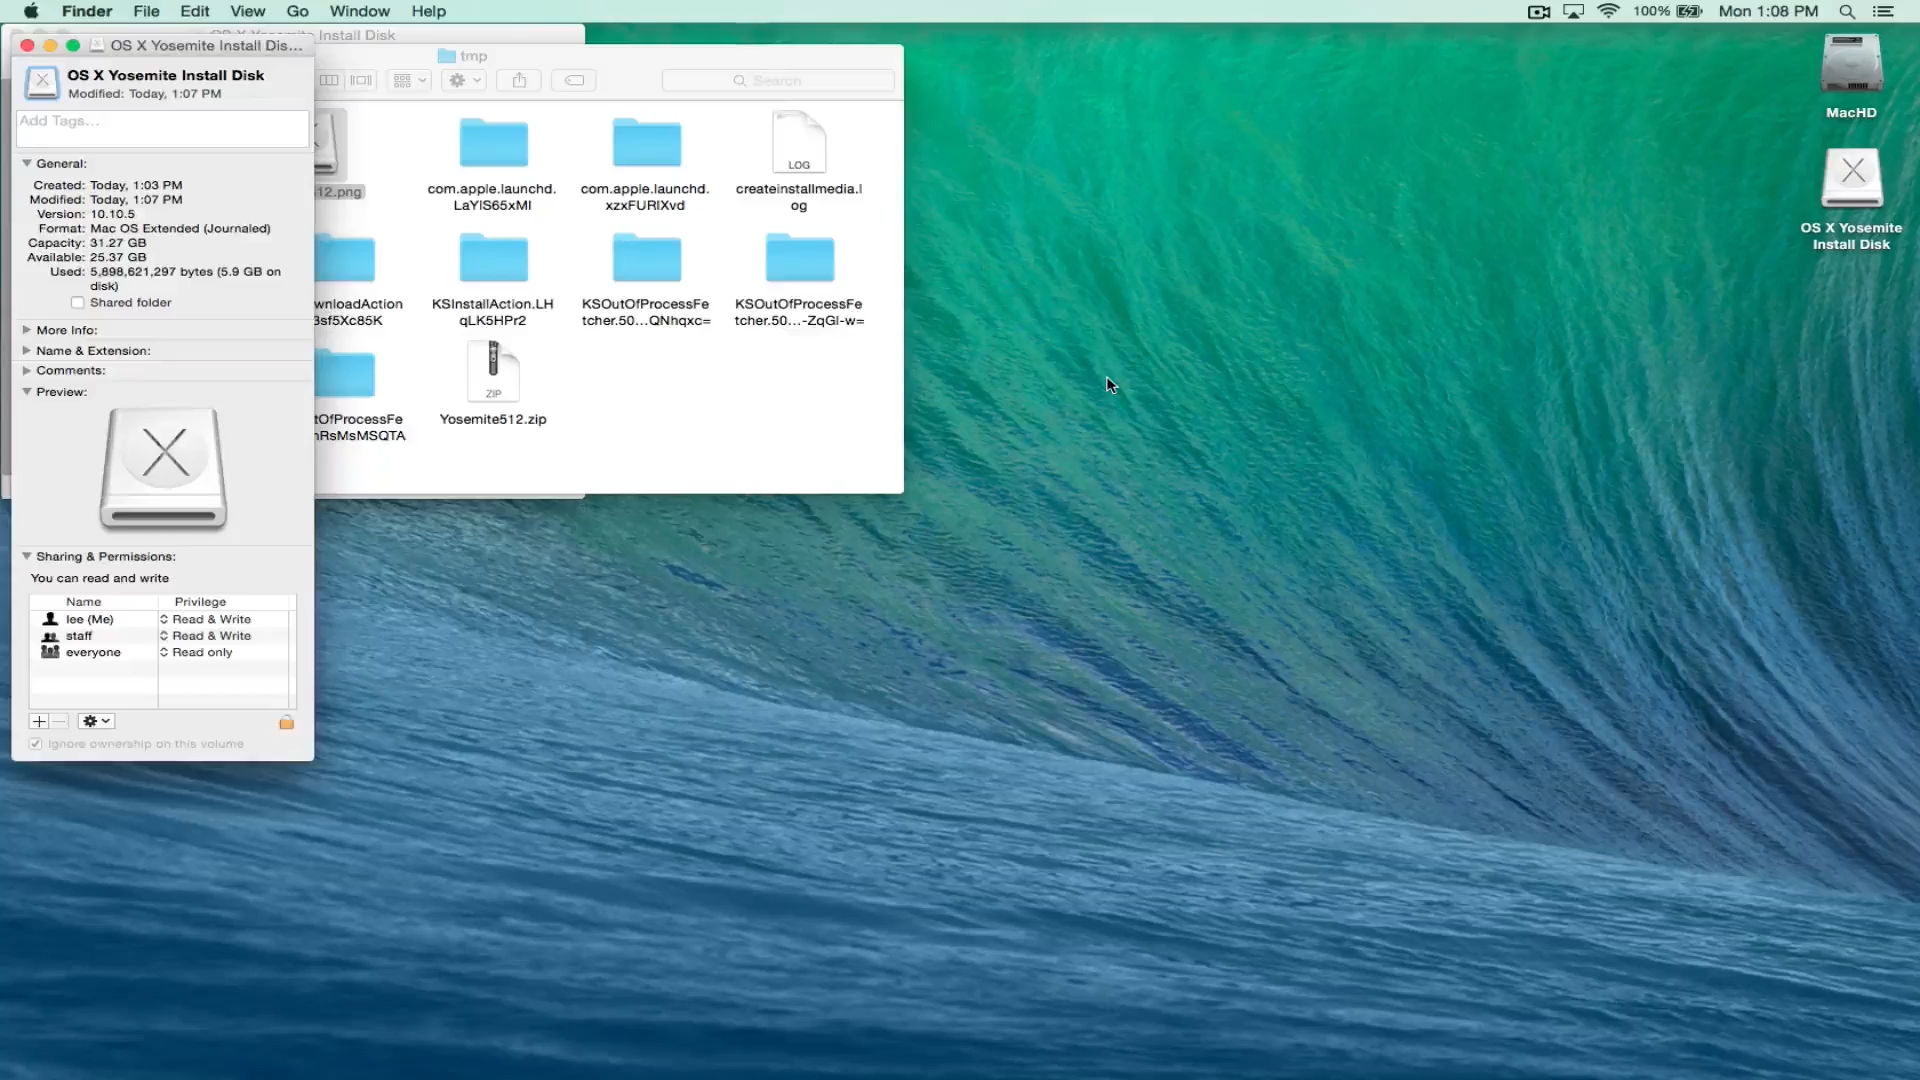 Finder File Edit View Go Window Help
100% Mon 1:08 PM
OS X Yosemite Install Dis...
OS X Yosemite Install Disk
Modified: Today, 1:07 PM
Add Tags...
General:
Created: Today, 1:03 PM
Modified: Today, 1:07 PM
Version: 10.10.5
Format: Mac OS Extended (Journaled)
Capacity: 31.27 GB
Available: 25.37 GB
Used: 5,898,621,297 bytes (5.9 GB on
disk)
Shared folder
More Info:
Name & Extension:
Comments:
Preview:
Sharing & Permissions:
You can read and write
Name Privilege
lee (Me) Read & Write
staff Read & Write
everyone Read only
Ignore ownership on this volume
Install Disk
tmp
Search
12.png
com.apple.launchd.
LaYlS65xMl
com.apple.launchd.
xzxFURlXvd
LOG
createinstallmedia.l
og
wnloadAction
3sf5Xc85K
KSInstallAction.LH
qLK5HPr2
KSOutOfProcessFe
tcher.50...QNhqxc=
KSOutOfProcessFe
tcher.50...-ZqGl-w=
tOfProcessFe
nRsMsMSQTA
ZIP
Yosemite512.zip
MacHD
OS X Yosemite
Install Disk